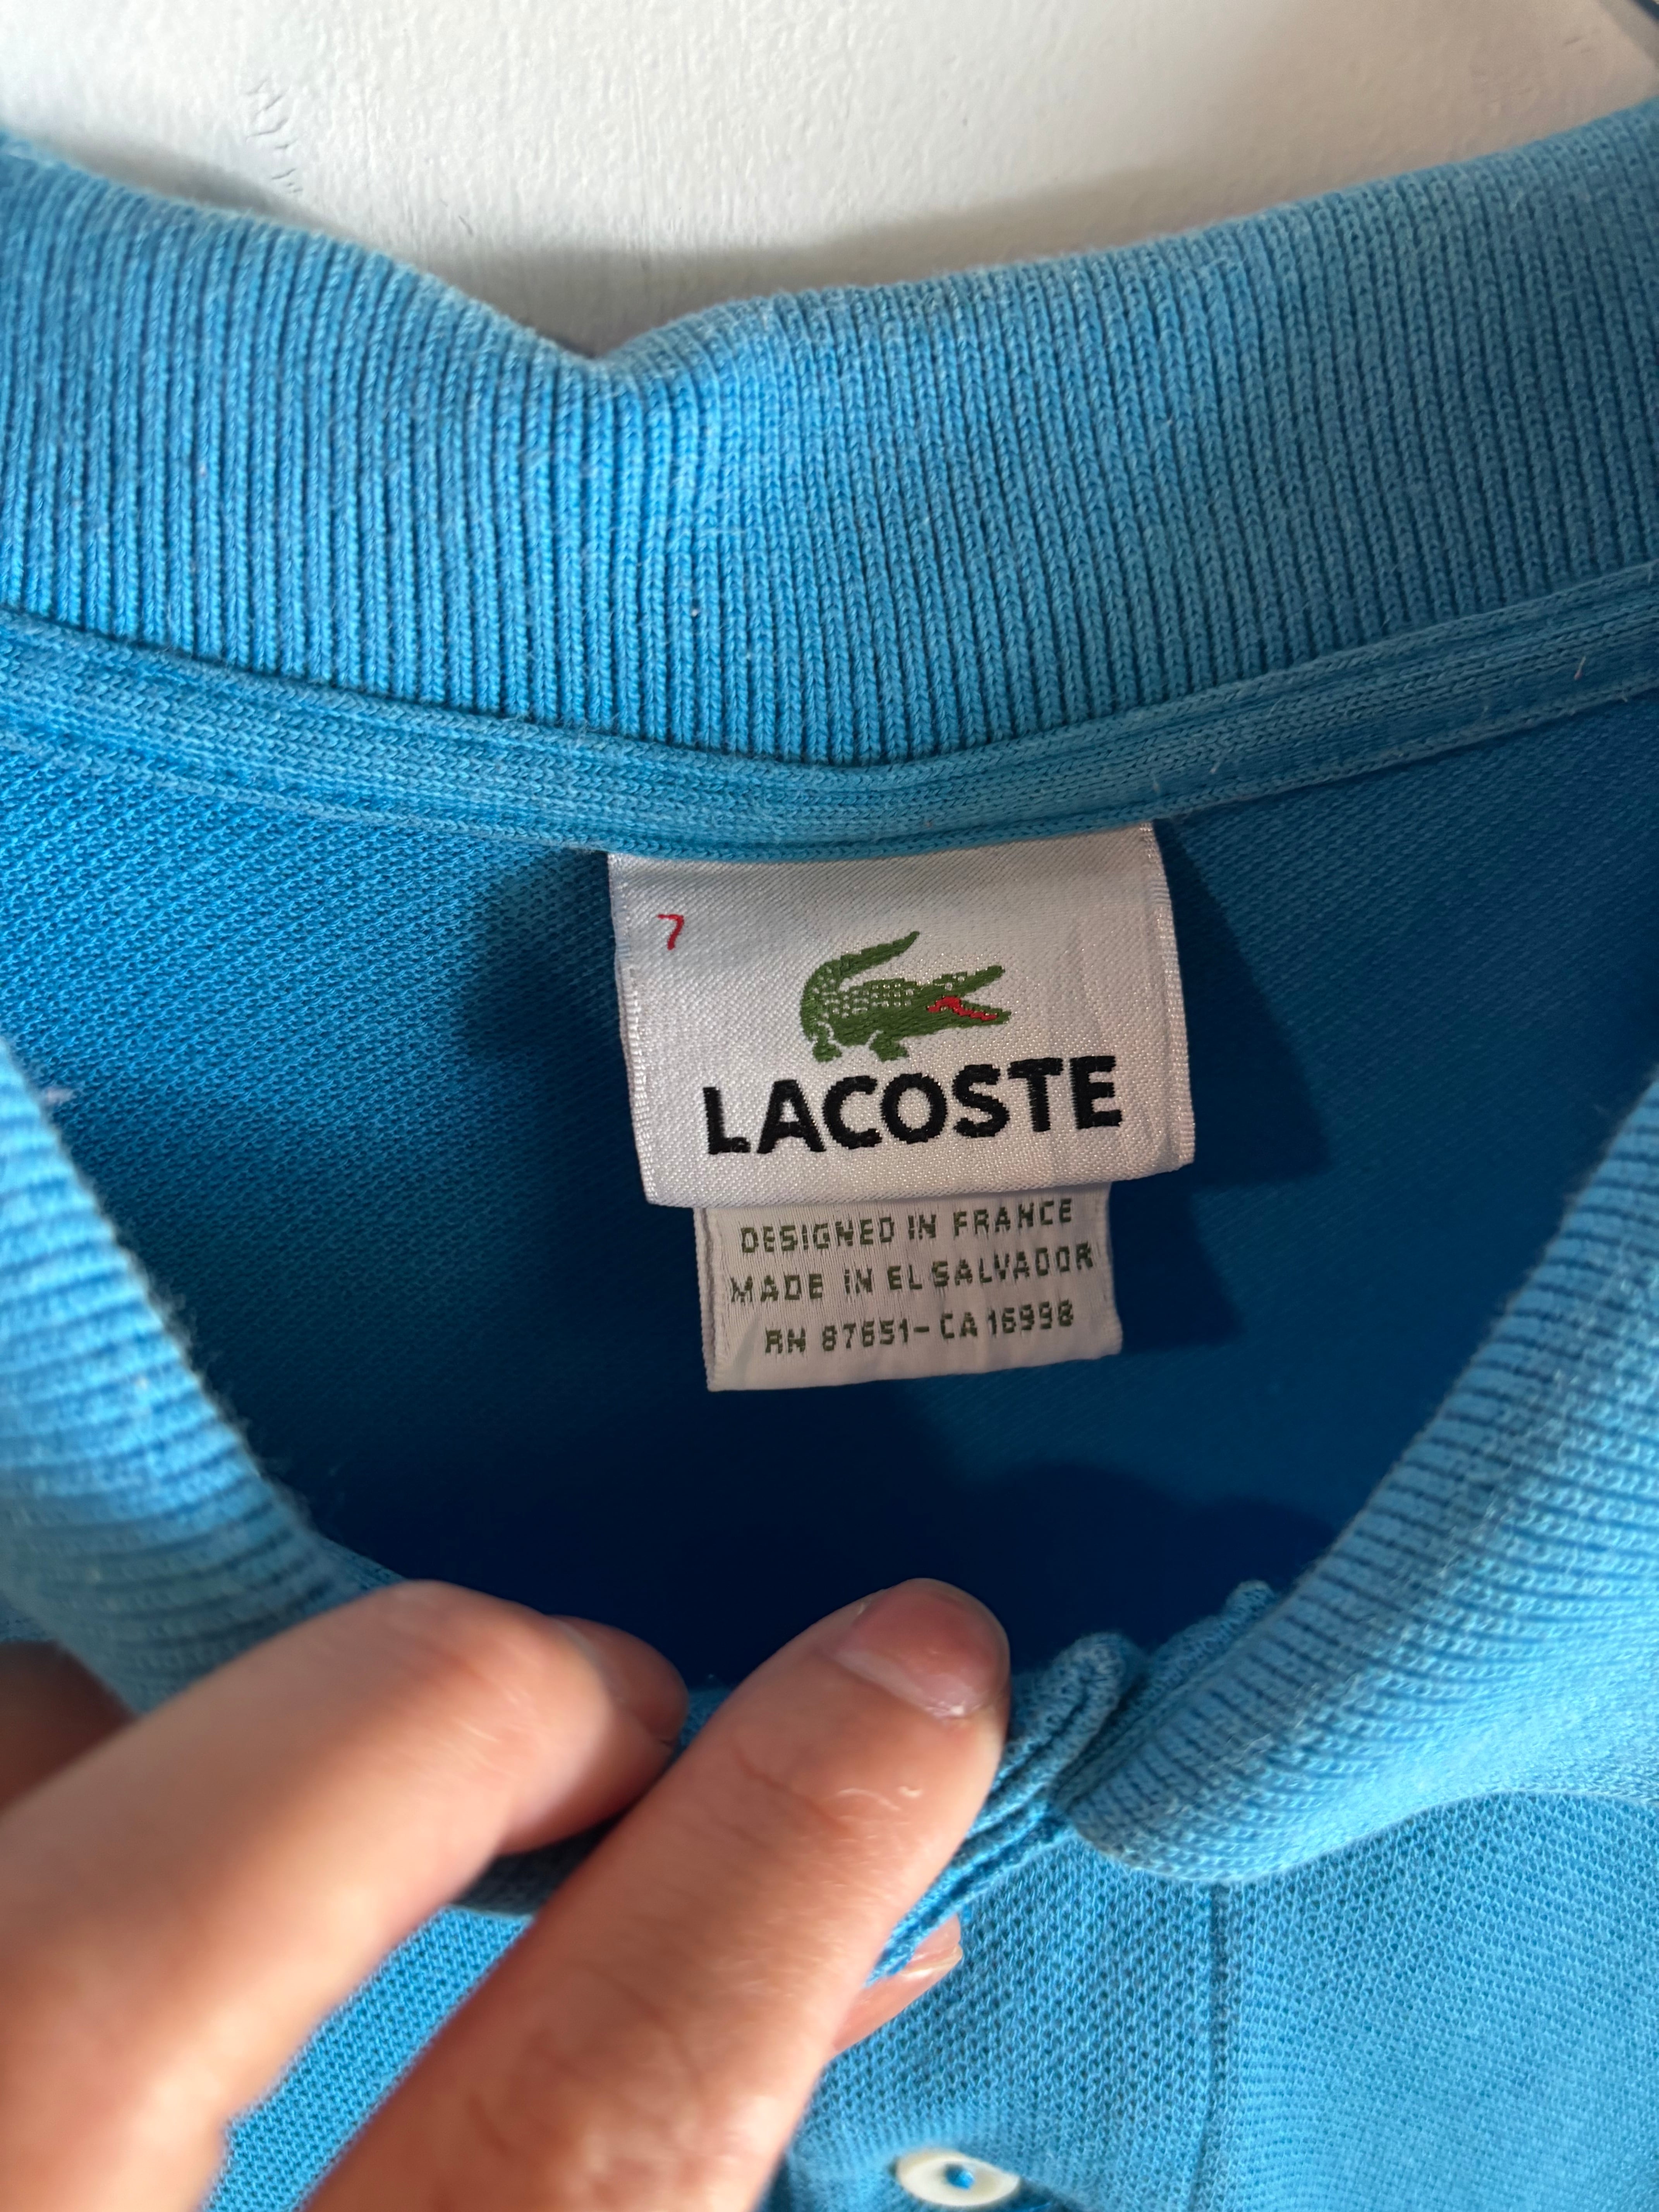 7
LACOSTE
DESIGNED IN FRANCE
MADE IN EL SALVADOR
RN 87651-CA 16998